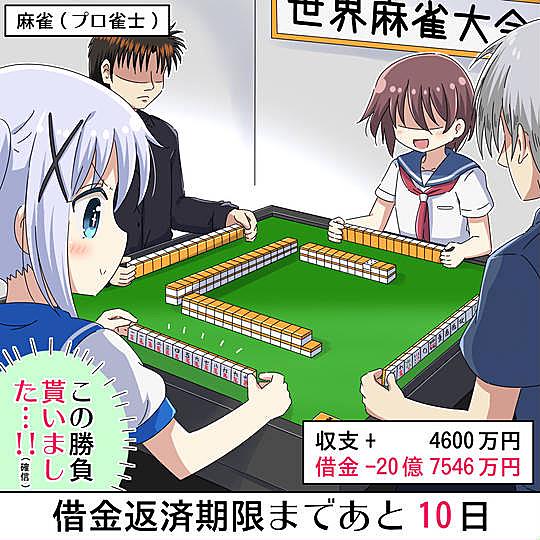 麻雀(プロ雀士)
世界麻雀大会
この勝負
貰いまし
た…!!(確信)
収支+ 4600万円
借金-20億7546万円
借金返済期限まであと10日